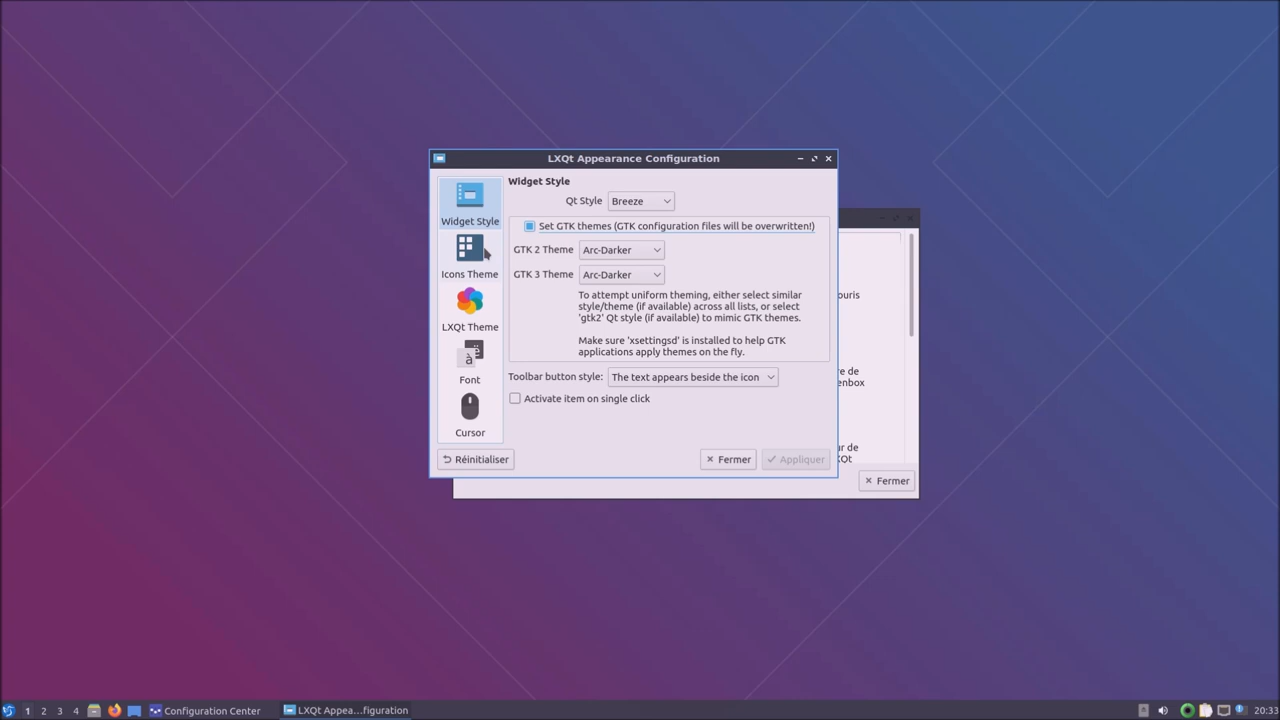 LXQt Appearance Configuration
Widget Style
Icons Theme
LXQt Theme
Font
Cursor
Widget Style
Qt Style Breeze
Set GTK themes (GTK configuration files will be overwritten!)
GTK 2 Theme Arc-Darker
GTK 3 Theme Arc-Darker
To attempt uniform theming, either select similar
style/theme (if available) across all lists, or select
'gtk2' Qt style (if available) to mimic GTK themes.
Make sure 'xsettingsd' is installed to help GTK
applications apply themes on the fly.
Toolbar button style: The text appears beside the icon
Activate item on single click
Réinitialiser Fermer Appliquer
ouris
re de
enbox
ur de
Fermer
1 2 3 4 Configuration Center LXQt Appea...figuration 20:33